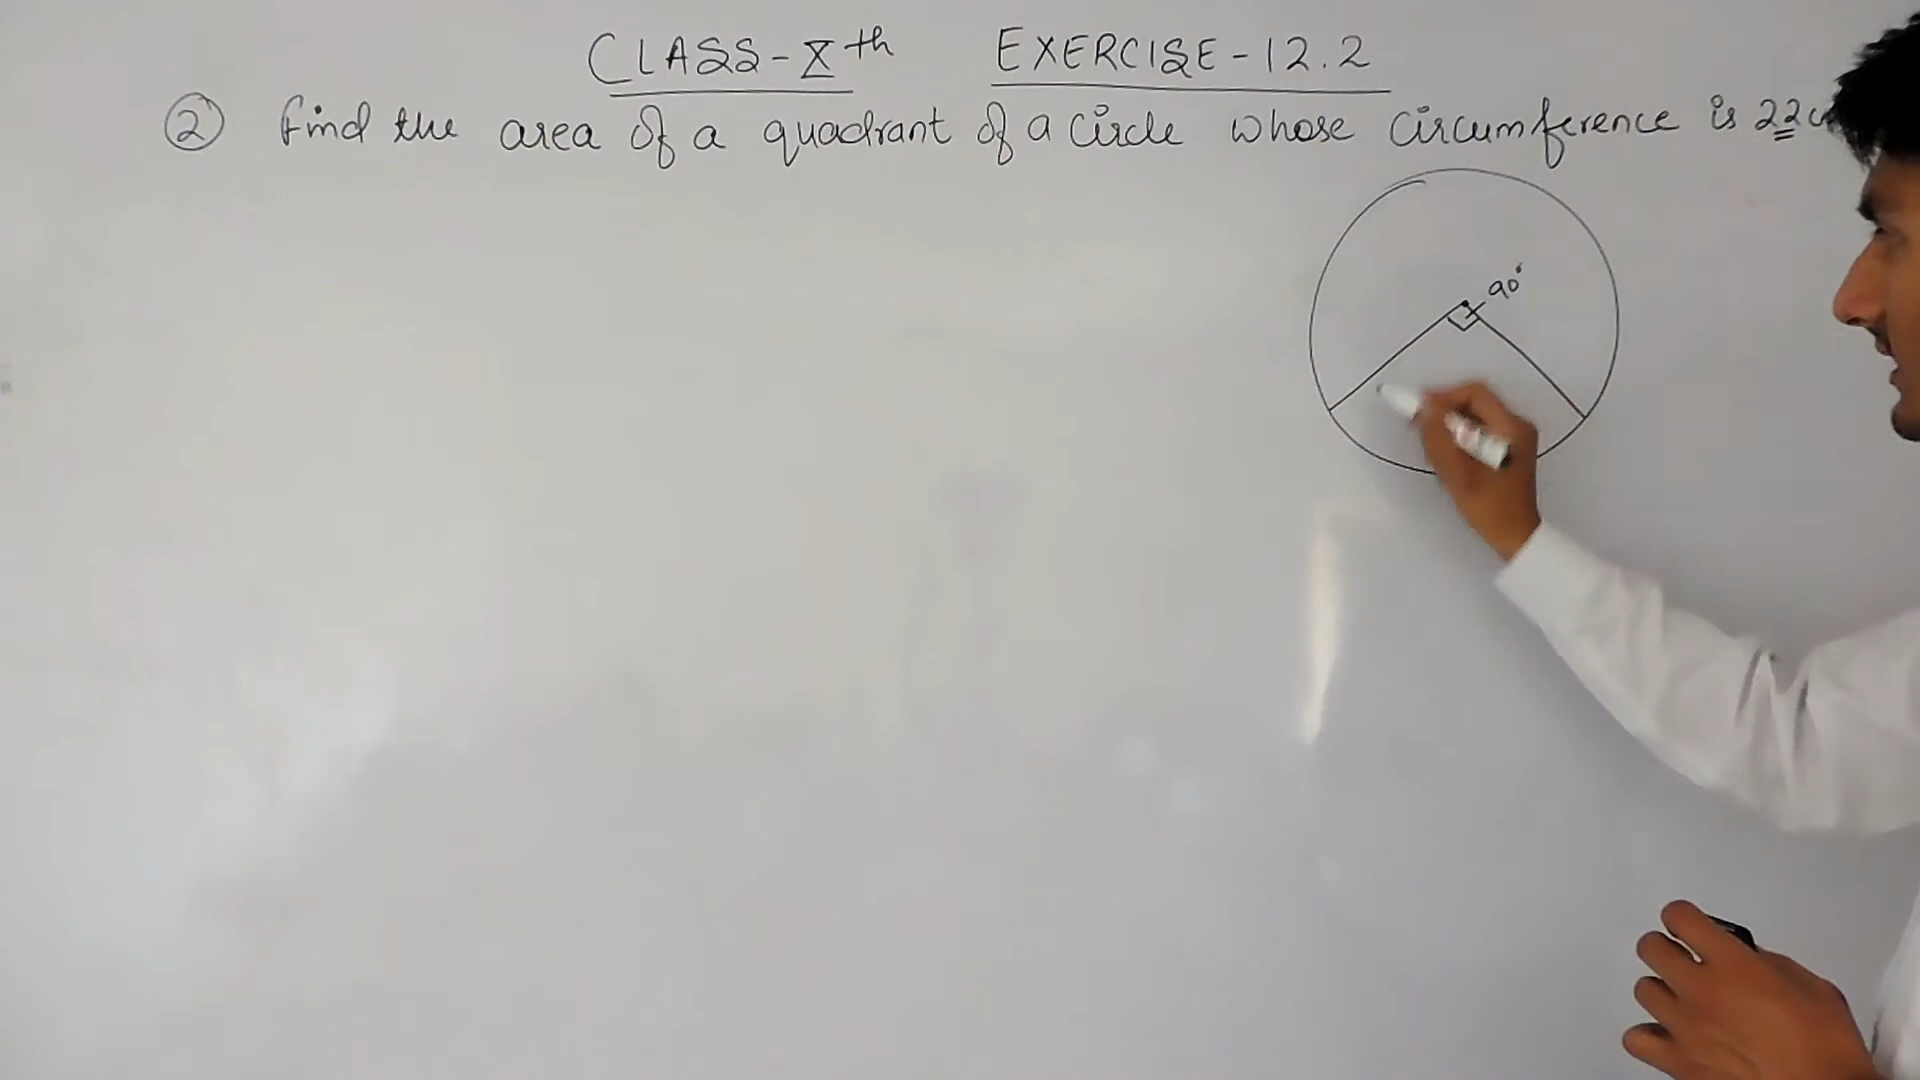 CLASS-Xth EXERCISE-12.2
② Find the area of a quadrant of a circle whose circumference is 22
90°